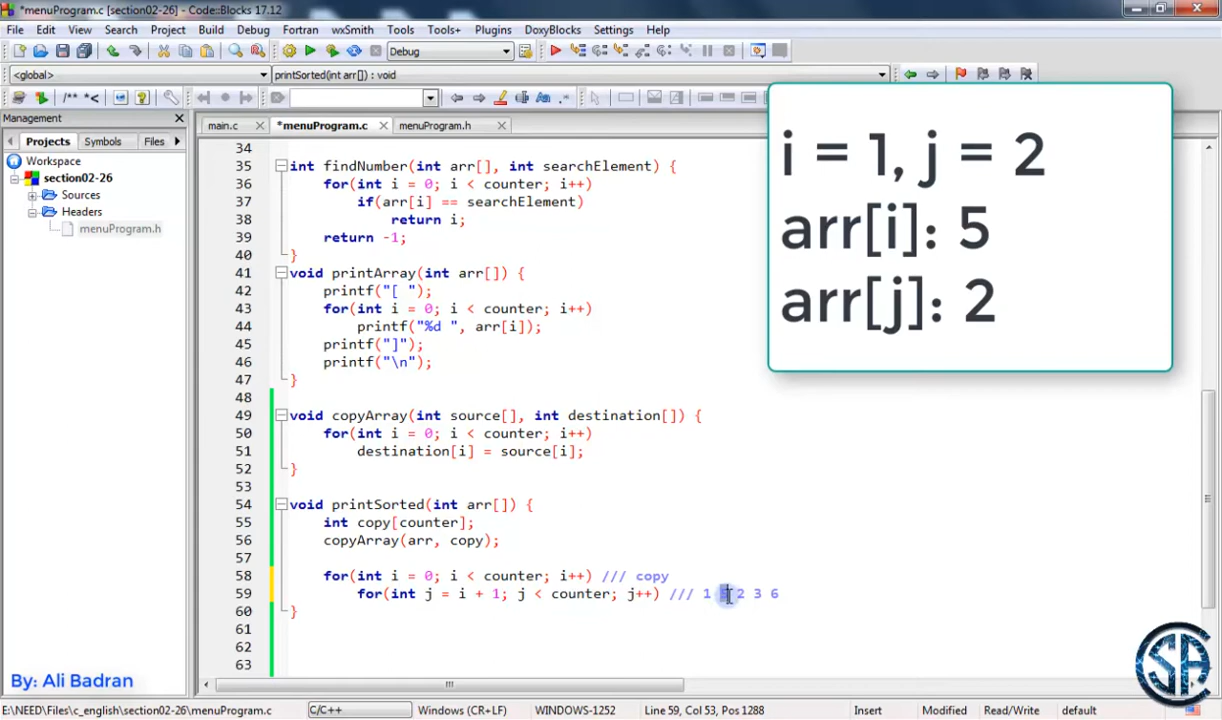 *menuProgram.c [section02-26] - Code::Blocks 17.12
File Edit View Search Project Build Debug Fortran wxSmith Tools Tools+ Plugins DoxyBlocks Settings Help
Debug
<global> printSorted(int arr[]) : void
/** *<
Management
Projects Symbols Files
main.c *menuProgram.c menuProgram.h
Workspace
section02-26
Sources
Headers
menuProgram.h
i = 1, j = 2
arr[i]: 5
arr[j]: 2
34
35 int findNumber(int arr[], int searchElement) {
36 for(int i = 0; i < counter; i++)
37 if(arr[i] == searchElement)
38 return i;
39 return -1;
40 }
41 void printArray(int arr[]) {
42 printf("[ ");
43 for(int i = 0; i < counter; i++)
44 printf("%d ", arr[i]);
45 printf("]");
46 printf("\n");
47 }
48
49 void copyArray(int source[], int destination[]) {
50 for(int i = 0; i < counter; i++)
51 destination[i] = source[i];
52 }
53
54 void printSorted(int arr[]) {
55 int copy[counter];
56 copyArray(arr, copy);
57
58 for(int i = 0; i < counter; i++) /// copy
59 for(int j = i + 1; j < counter; j++) /// 1 5 2 3 6
60 }
61
62
63
By: Ali Badran
E:\NEED\Files\c_english\section02-26\menuProgram.c C/C++ Windows (CR+LF) WINDOWS-1252 Line 59, Col 53, Pos 1288 Insert Modified Read/Write default